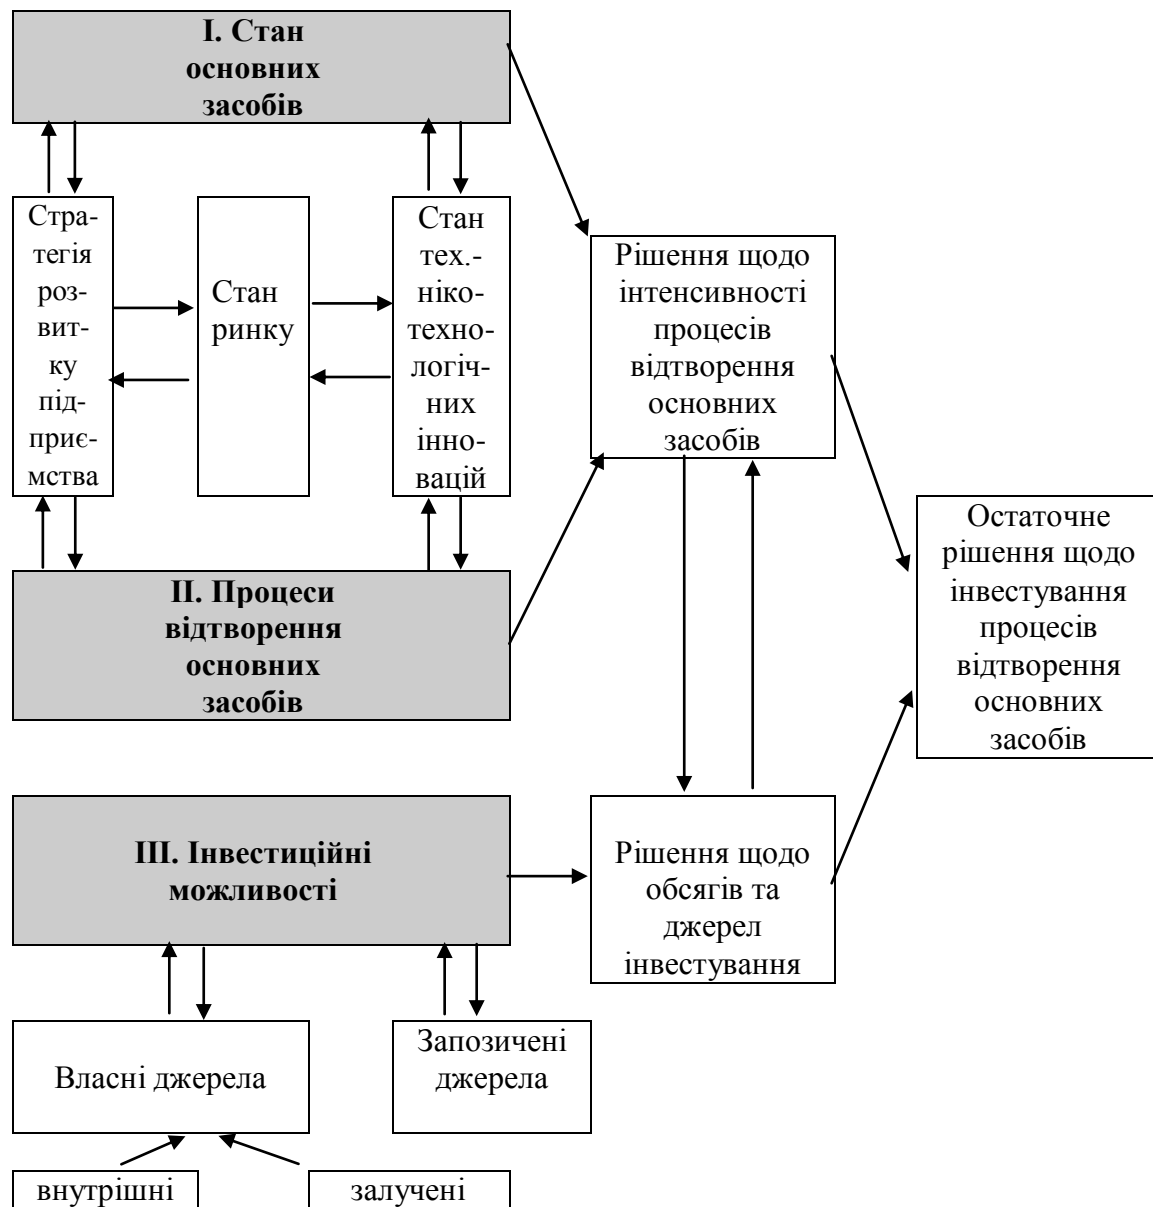 І. Стан
основних
засобів
Стра-
тегія
роз-
вит-
ку
під-
приє-
мства
Стан
ринку
Стан
тех.-
ніко-
техно-
логіч-
них
інно-
вацій
Рішення щодо
інтенсивності
процесів
відтворення
основних
засобів
ІІ. Процеси
відтворення
основних
засобів
Остаточне
рішення щодо
інвестування
процесів
відтворення
основних
засобів
ІІІ. Інвестиційні
можливості
Рішення щодо
обсягів та
джерел
інвестування
Власні джерела
Запозичені
джерела
внутрішні
залучені